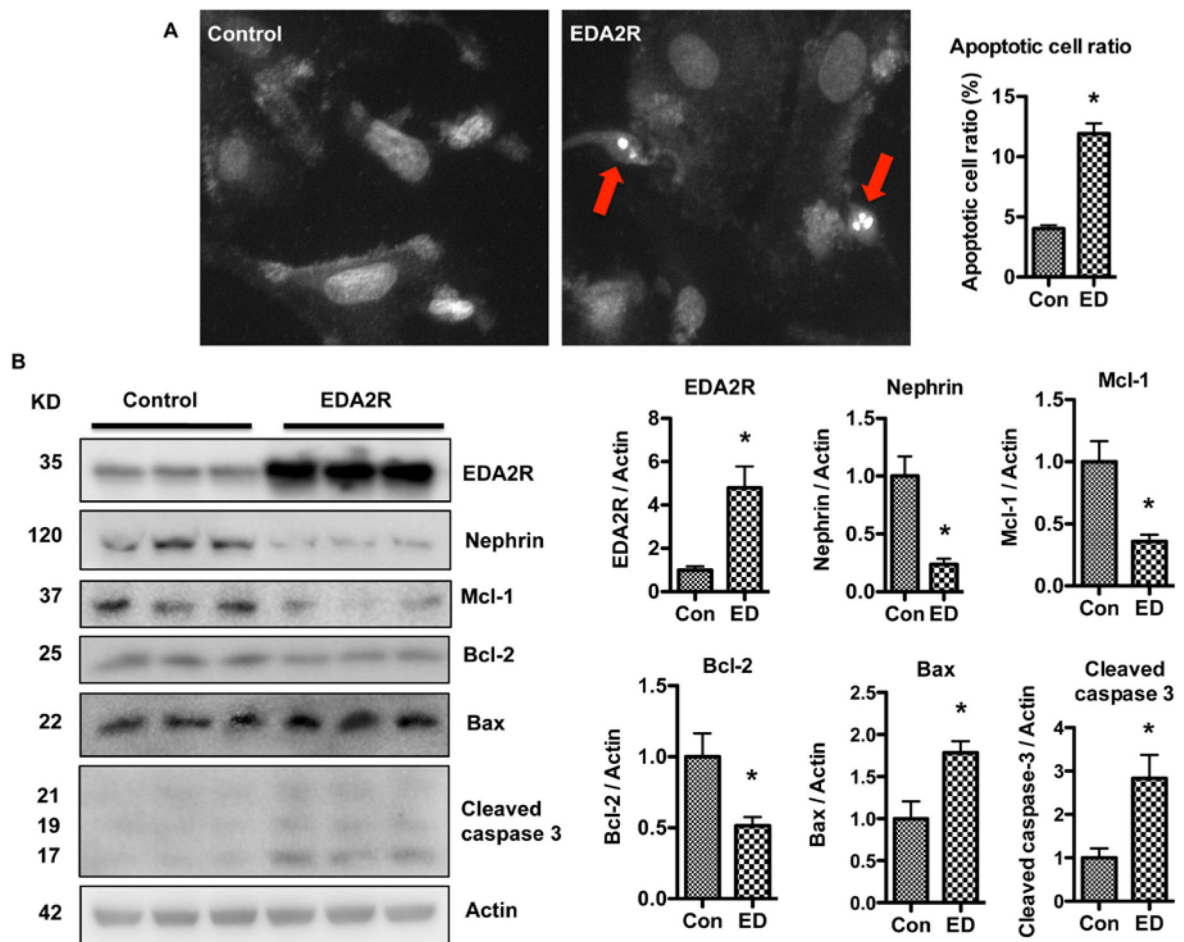 A
Control
EDA2R
Apoptotic cell ratio
Apoptotic cell ratio (%)
15
10
5
0
*
Con ED
B
KD
Control
EDA2R
35
EDA2R
120
Nephrin
37
Mcl-1
25
Bcl-2
22
Bax
21
19
17
Cleaved
caspase 3
42
Actin
EDA2R
EDA2R / Actin
8
6
4
2
0
*
Con ED
Nephrin
Nephrin / Actin
1.5
1.0
0.5
0.0
*
Con ED
Mcl-1
Mcl-1 / Actin
1.5
1.0
0.5
0.0
*
Con ED
Bcl-2
Bcl-2 / Actin
1.5
1.0
0.5
0.0
*
Con ED
Bax
Bax / Actin
2.5
2.0
1.5
1.0
0.5
0.0
*
Con ED
Cleaved
caspase 3
Cleaved caspase-3 / Actin
4
3
2
1
0
*
Con ED